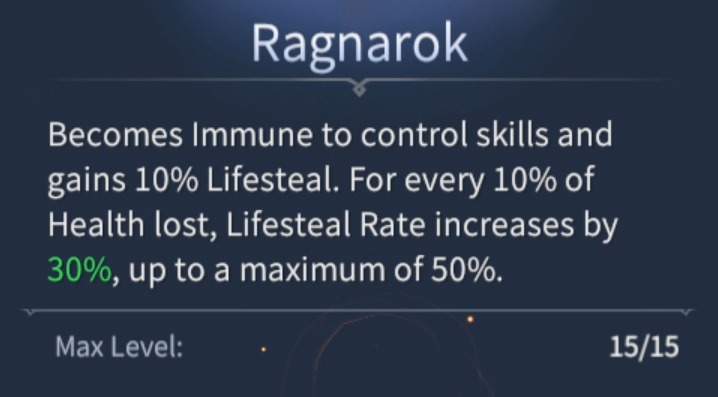 Ragnarok
Becomes Immune to control skills and
gains 10% Lifesteal. For every 10% of
Health lost, Lifesteal Rate increases by
30%, up to a maximum of 50%.
Max Level: 15/15